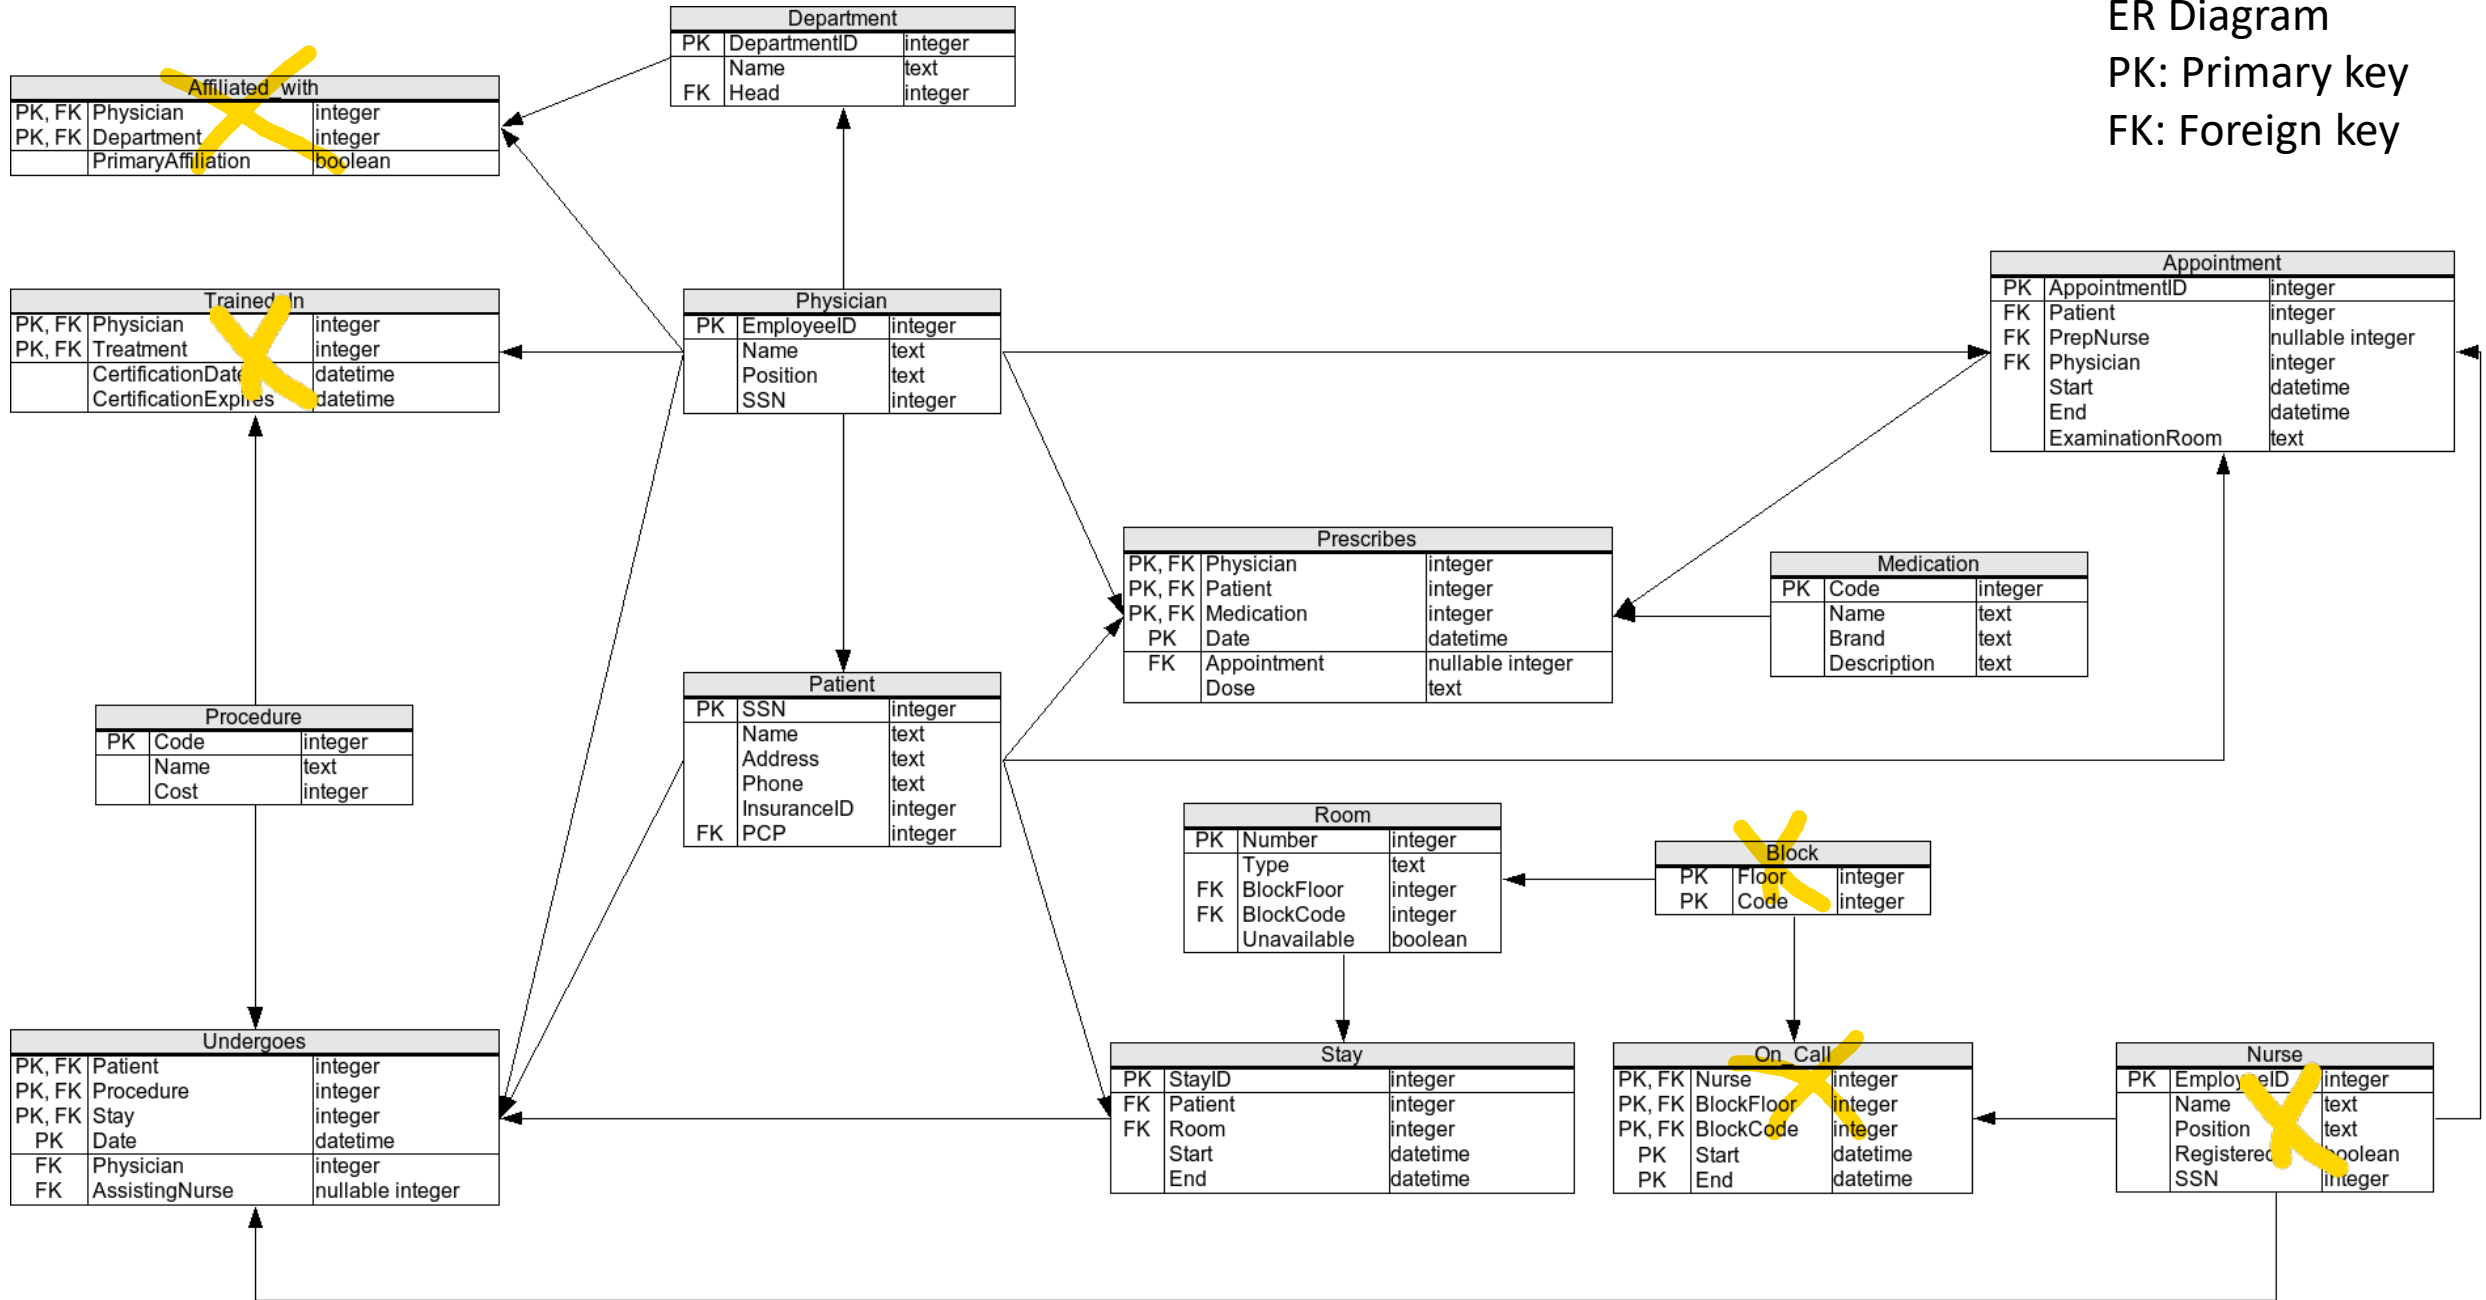 ER Diagram
PK: Primary key
FK: Foreign key
Department
PK DepartmentID integer
Name text
FK Head integer
Affiliated_with
PK, FK Physician integer
PK, FK Department integer
PrimaryAffiliation boolean
Trained_In
PK, FK Physician integer
PK, FK Treatment integer
CertificationDate datetime
CertificationExpires datetime
Physician
PK EmployeeID integer
Name text
Position text
SSN integer
Appointment
PK AppointmentID integer
FK Patient integer
FK PrepNurse nullable integer
FK Physician integer
Start datetime
End datetime
ExaminationRoom text
Prescribes
PK, FK Physician integer
PK, FK Patient integer
PK, FK Medication integer
PK Date datetime
FK Appointment nullable integer
Dose text
Medication
PK Code integer
Name text
Brand text
Description text
Procedure
PK Code integer
Name text
Cost integer
Patient
PK SSN integer
Name text
Address text
Phone text
InsuranceID integer
FK PCP integer
Room
PK Number integer
Type text
FK BlockFloor integer
FK BlockCode integer
Unavailable boolean
Block
PK Floor integer
PK Code integer
Undergoes
PK, FK Patient integer
PK, FK Procedure integer
PK, FK Stay integer
PK Date datetime
FK Physician integer
FK AssistingNurse nullable integer
Stay
PK StayID integer
FK Patient integer
FK Room integer
Start datetime
End datetime
On_Call
PK, FK Nurse integer
PK, FK BlockFloor integer
PK, FK BlockCode integer
PK Start datetime
PK End datetime
Nurse
PK EmployeeID integer
Name text
Position text
Registered boolean
SSN integer